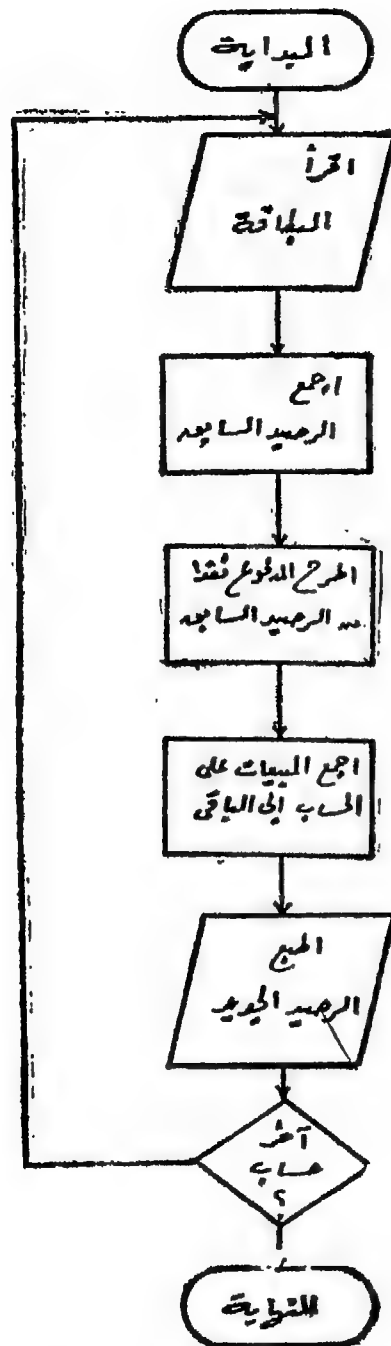 البداية
اقرأ
البطاقة
اجمع
الرصيد السابق
اطرح المدفوع نقدا
من الرصيد السابق
اجمع المبيعات على
الحساب إلى الباقى
اطبع
الرصيد الجديد
آخر
حساب
؟
النهاية